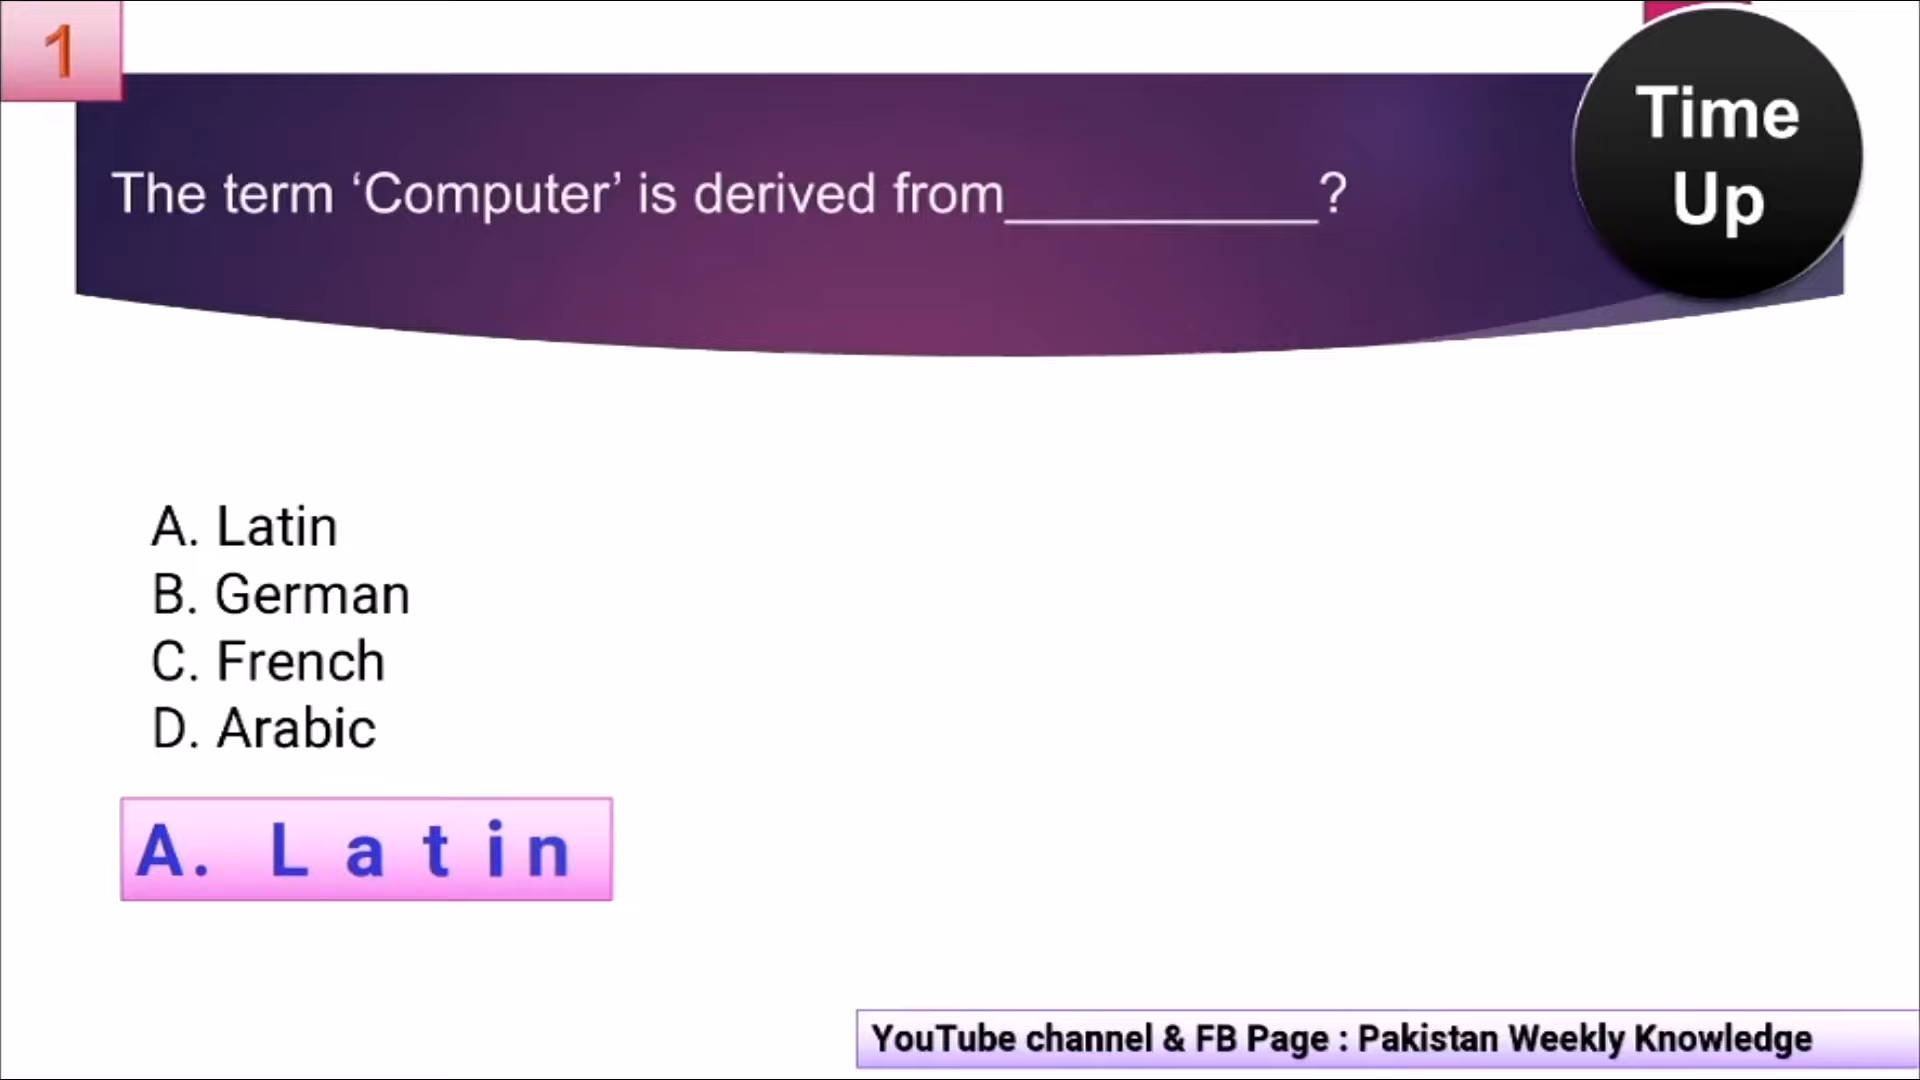 1
Time
Up
The term ‘Computer’ is derived from___________?
A. Latin
B. German
C. French
D. Arabic
A. Latin
YouTube channel & FB Page : Pakistan Weekly Knowledge